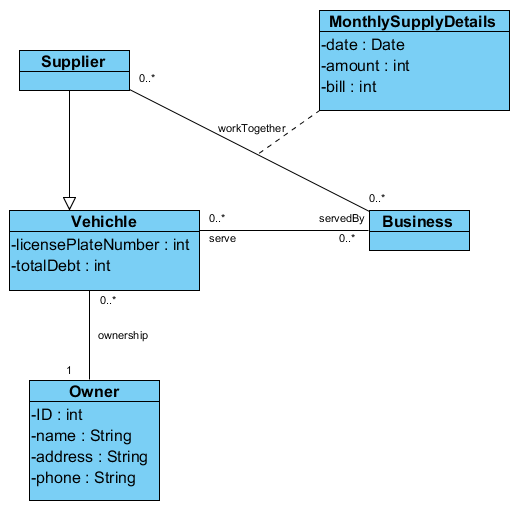 MonthlySupplyDetails
-date : Date
-amount : int
-bill : int
Supplier
0..*
workTogether
0..*
Vehichle
-licensePlateNumber : int
-totalDebt : int
0..*
servedBy
serve
0..*
Business
0..*
ownership
1
Owner
-ID : int
-name : String
-address : String
-phone : String